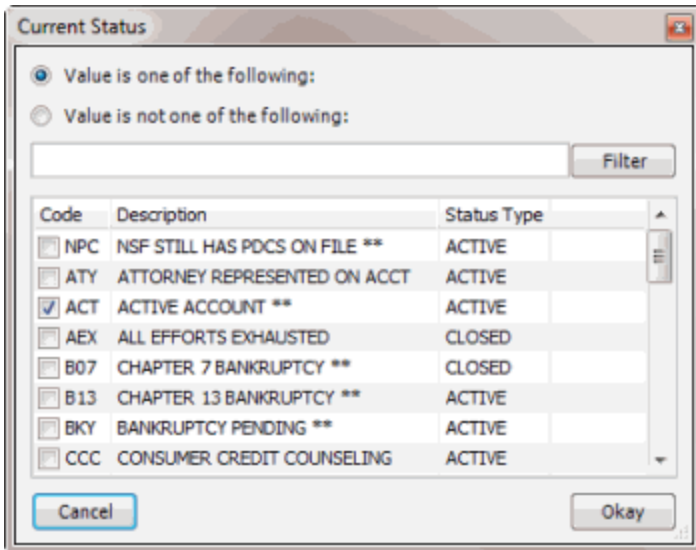 Current Status
Value is one of the following:
Value is not one of the following:
Filter
Code Description Status Type
NPC NSF STILL HAS PDCS ON FILE ** ACTIVE
ATY ATTORNEY REPRESENTED ON ACCT ACTIVE
ACT ACTIVE ACCOUNT ** ACTIVE
AEX ALL EFFORTS EXHAUSTED CLOSED
B07 CHAPTER 7 BANKRUPTCY ** CLOSED
B13 CHAPTER 13 BANKRUPTCY ** ACTIVE
BKY BANKRUPTCY PENDING ** ACTIVE
CCC CONSUMER CREDIT COUNSELING ACTIVE
Cancel Okay